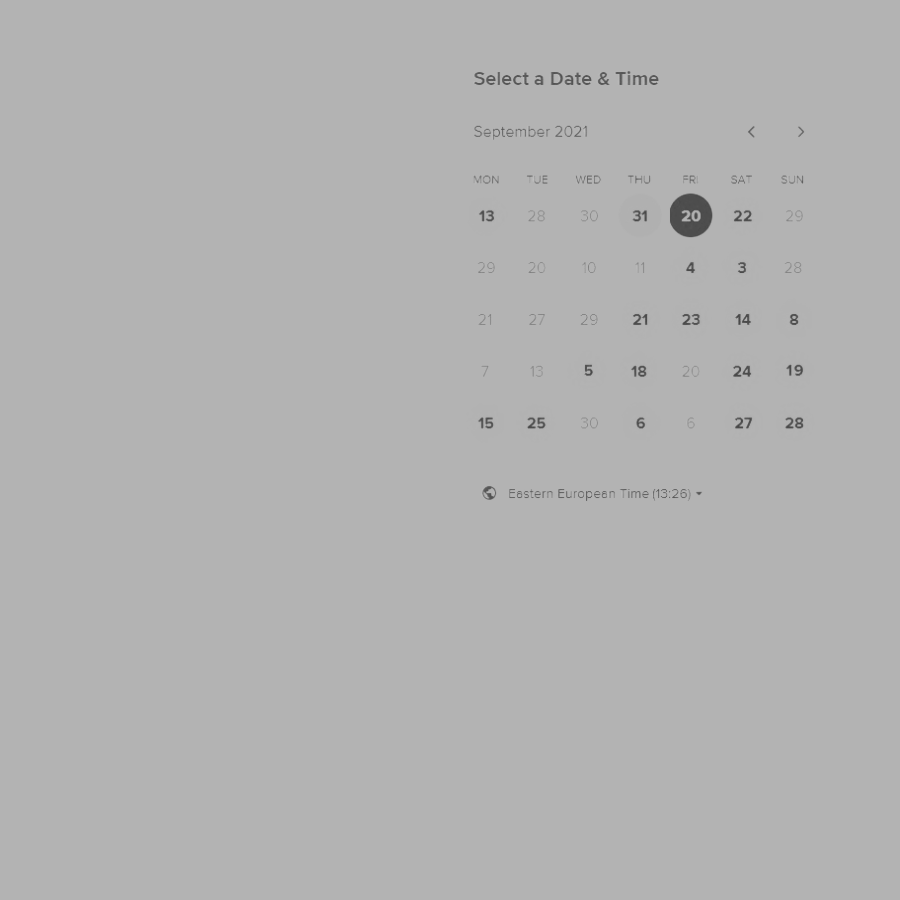 Select a Date & Time
September 2021
MON TUE WED THU FRI SAT SUN
13 28 30 31 20 22 29
29 20 10 11 4 3 28
21 27 29 21 23 14 8
7 13 5 18 20 24 19
15 25 30 6 6 27 28
Eastern European Time (13:26)